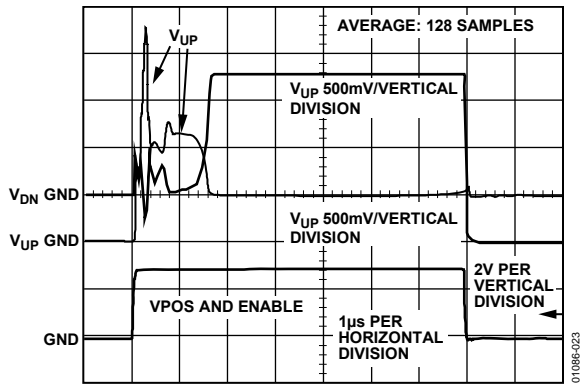 AVERAGE: 128 SAMPLES
VUP
VUP 500mV/VERTICAL
DIVISION
VDN GND
VUP GND
VUP 500mV/VERTICAL
DIVISION
2V PER
VERTICAL
DIVISION
VPOS AND ENABLE
1µs PER
HORIZONTAL
DIVISION
GND
01086-023